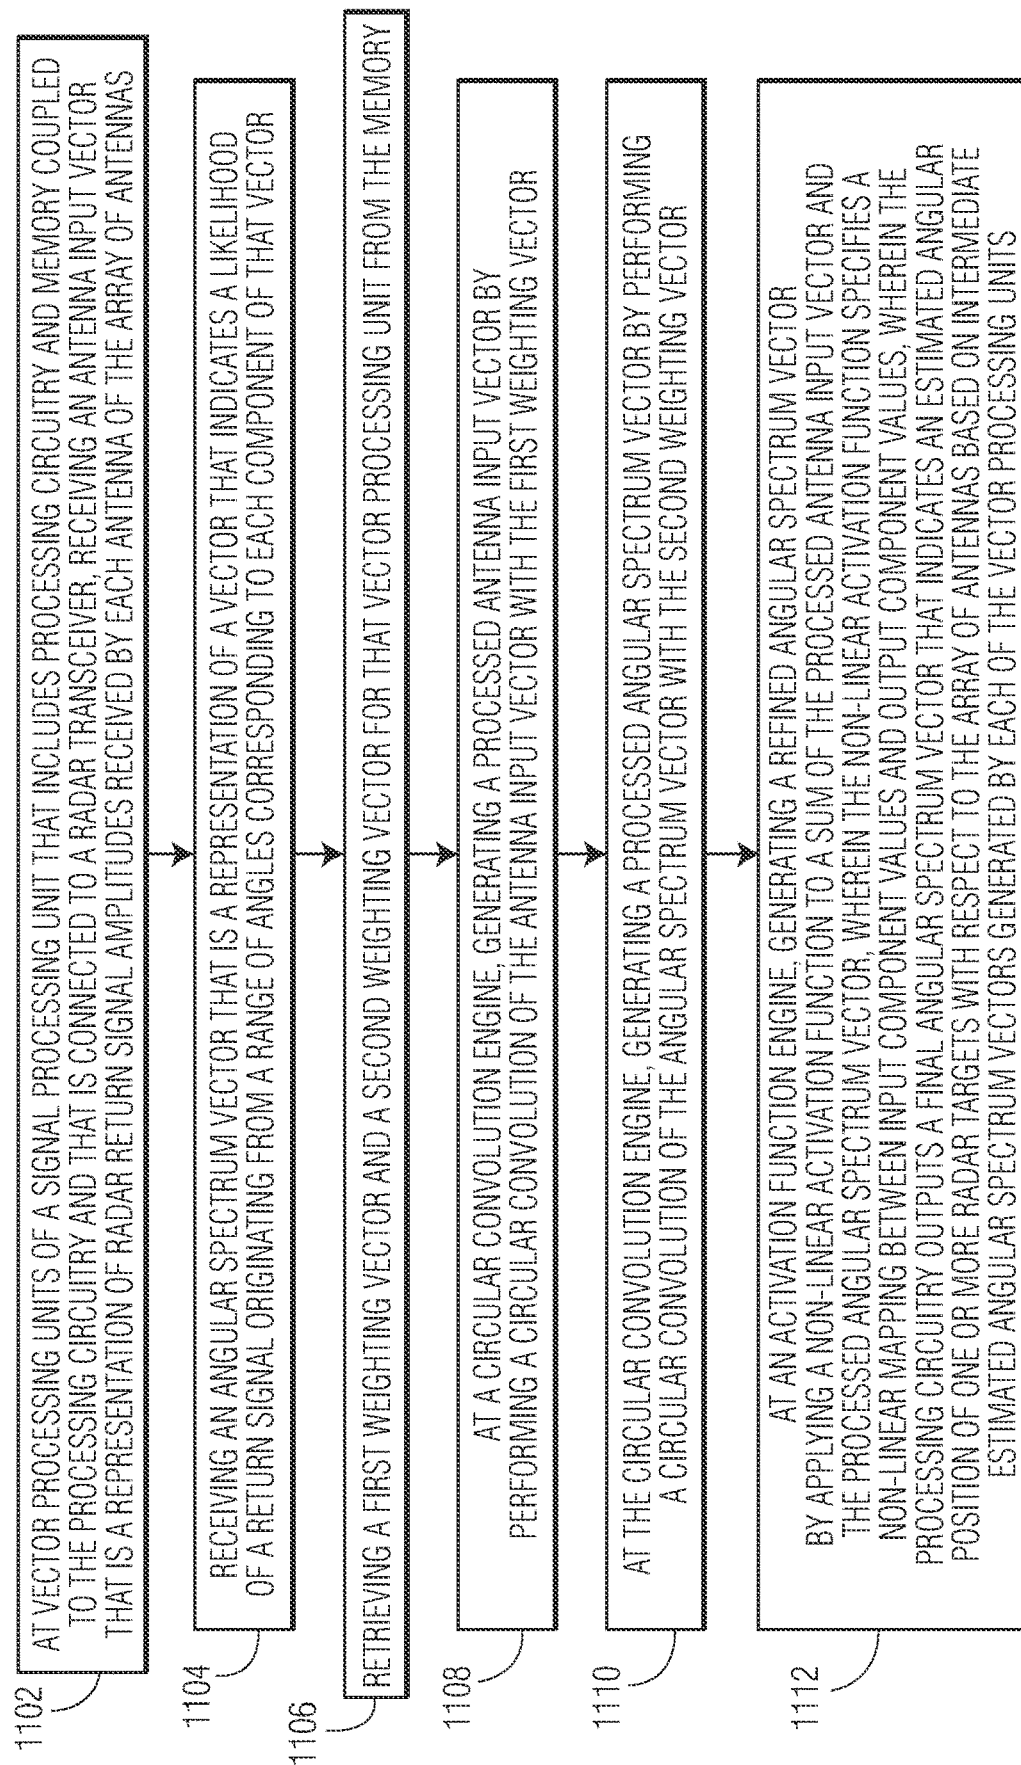 1102
AT VECTOR PROCESSING UNITS OF A SIGNAL PROCESSING UNIT THAT INCLUDES PROCESSING CIRCUITRY AND MEMORY COUPLED
TO THE PROCESSING CIRCUITRY AND THAT IS CONNECTED TO A RADAR TRANSCEIVER, RECEIVING AN ANTENNA INPUT VECTOR
THAT IS A REPRESENTATION OF RADAR RETURN SIGNAL AMPLITUDES RECEIVED BY EACH ANTENNA OF THE ARRAY OF ANTENNAS
1104
RECEIVING AN ANGULAR SPECTRUM VECTOR THAT IS A REPRESENTATION OF A VECTOR THAT INDICATES A LIKELIHOOD
OF A RETURN SIGNAL ORIGINATING FROM A RANGE OF ANGLES CORRESPONDING TO EACH COMPONENT OF THAT VECTOR
1106
RETRIEVING A FIRST WEIGHTING VECTOR AND A SECOND WEIGHTING VECTOR FOR THAT VECTOR PROCESSING UNIT FROM THE MEMORY
1108
AT A CIRCULAR CONVOLUTION ENGINE, GENERATING A PROCESSED ANTENNA INPUT VECTOR BY
PERFORMING A CIRCULAR CONVOLUTION OF THE ANTENNA INPUT VECTOR WITH THE FIRST WEIGHTING VECTOR
1110
AT THE CIRCULAR CONVOLUTION ENGINE, GENERATING A PROCESSED ANGULAR SPECTRUM VECTOR BY PERFORMING
A CIRCULAR CONVOLUTION OF THE ANGULAR SPECTRUM VECTOR WITH THE SECOND WEIGHTING VECTOR
1112
AT AN ACTIVATION FUNCTION ENGINE, GENERATING A REFINED ANGULAR SPECTRUM VECTOR
BY APPLYING A NON-LINEAR ACTIVATION FUNCTION TO A SUM OF THE PROCESSED ANTENNA INPUT VECTOR AND
THE PROCESSED ANGULAR SPECTRUM VECTOR, WHEREIN THE NON-LINEAR ACTIVATION FUNCTION SPECIFIES A
NON-LINEAR MAPPING BETWEEN INPUT COMPONENT VALUES AND OUTPUT COMPONENT VALUES, WHEREIN THE
PROCESSING CIRCUITRY OUTPUTS A FINAL ANGULAR SPECTRUM VECTOR THAT INDICATES AN ESTIMATED ANGULAR
POSITION OF ONE OR MORE RADAR TARGETS WITH RESPECT TO THE ARRAY OF ANTENNAS BASED ON INTERMEDIATE
ESTIMATED ANGULAR SPECTRUM VECTORS GENERATED BY EACH OF THE VECTOR PROCESSING UNITS